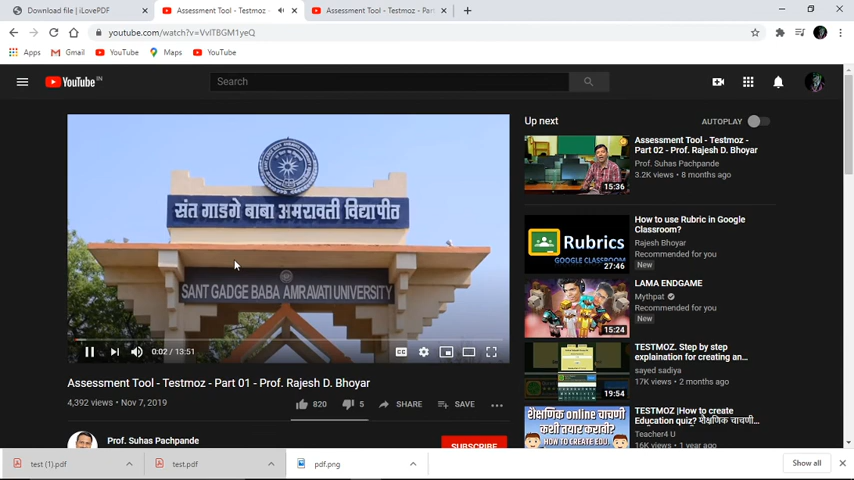 Download file | iLovePDF
Assessment Tool - Testmoz -
Assessment Tool - Testmoz - Par
youtube.com/watch?v=VvlTBGM1yeQ
Apps
Gmail
YouTube
Maps
YouTube
YouTube IN
Search
संत गाडगे बाबा अमरावती विद्यापीठ
SANT GADGE BABA AMRAVATI UNIVERSITY
0:02 / 13:51
CC
Assessment Tool - Testmoz - Part 01 - Prof. Rajesh D. Bhoyar
4,392 views • Nov 7, 2019
820
5
SHARE
SAVE
Prof. Suhas Pachpande
SUBSCRIBE
Up next
AUTOPLAY
15:36
Assessment Tool - Testmoz -
Part 02 - Prof. Rajesh D. Bhoyar
Prof. Suhas Pachpande
3.2K views • 8 months ago
Rubrics
GOOGLE CLASSROOM
27:46
How to use Rubric in Google
Classroom?
Rajesh Bhoyar
Recommended for you
New
15:24
LAMA ENDGAME
Mythpat
Recommended for you
New
19:54
TESTMOZ. Step by step
explaination for creating an...
sayed sadiya
17K views • 2 months ago
शैक्षणिक online चाचणी
कशी तयार करावी?
HOW TO CREATE EDU.
TESTMOZ |How to create
Education quiz? शैक्षणिक चाचणी...
Teacher4 U
16K views • 1 year ago
test (1).pdf
test.pdf
pdf.png
Show all